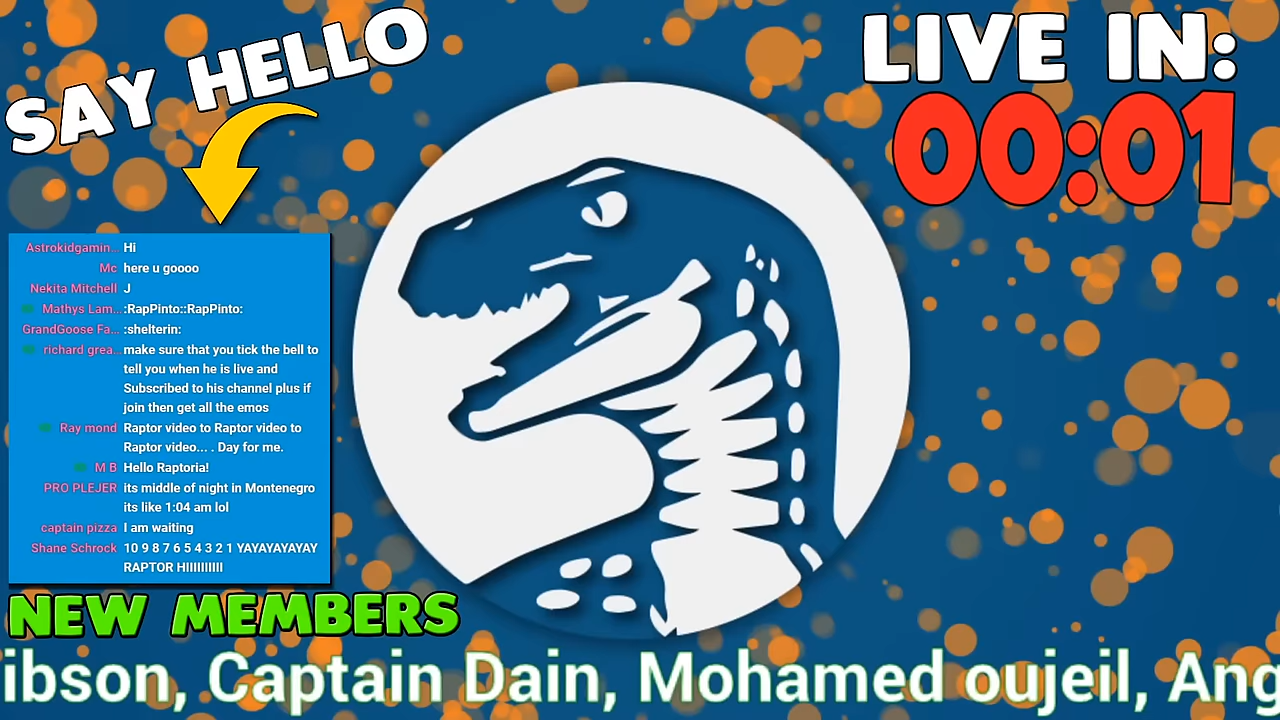 SAY HELLO
LIVE IN:
00:01
Astrokidgamin... Hi
Mc here u goooo
Nekita Mitchell J
Mathys Lam... :RapPinto::RapPinto:
GrandGoose Fa... :shelterin:
richard grea... make sure that you tick the bell to
tell you when he is live and
Subscribed to his channel plus if
join then get all the emos
Ray mond Raptor video to Raptor video to
Raptor video... . Day for me.
M B Hello Raptoria!
PRO PLEJER its middle of night in Montenegro
its like 1:04 am lol
captain pizza I am waiting
Shane Schrock 10 9 8 7 6 5 4 3 2 1 YAYAYAYAYAY
RAPTOR HIIIIIIIIII
NEW MEMBERS
ibson, Captain Dain, Mohamed oujeil, Ang